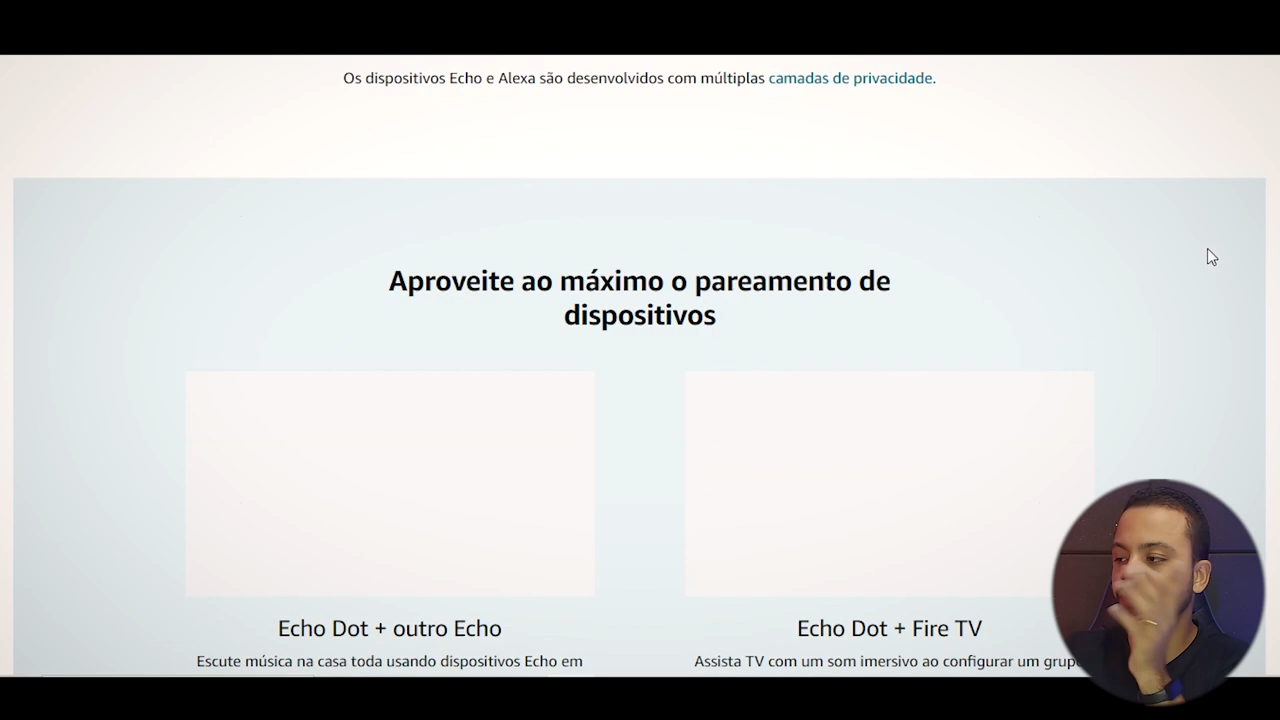 Os dispositivos Echo e Alexa são desenvolvidos com múltiplas camadas de privacidade.
Aproveite ao máximo o pareamento de
dispositivos
Echo Dot + outro Echo
Echo Dot + Fire TV
Escute música na casa toda usando dispositivos Echo em
Assista TV com um som imersivo ao configurar um grupo